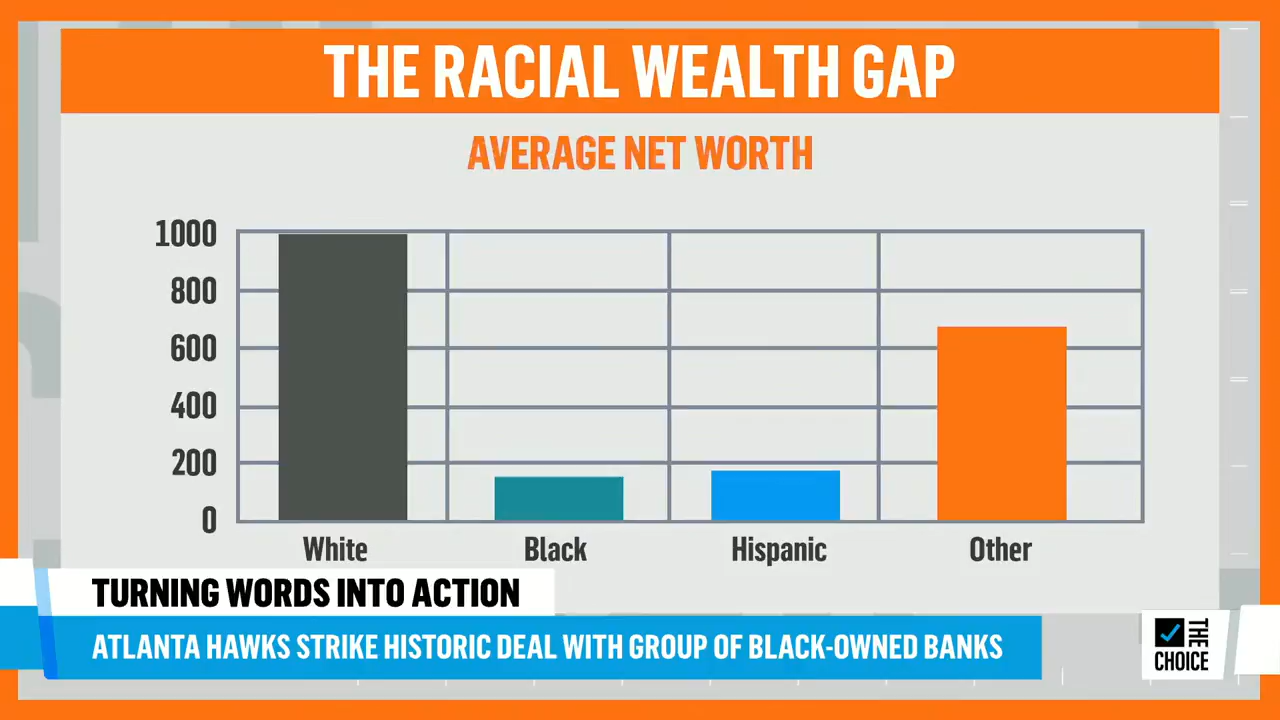 THE RACIAL WEALTH GAP
AVERAGE NET WORTH
1000
800
600
400
200
0
White Black Hispanic Other
TURNING WORDS INTO ACTION
ATLANTA HAWKS STRIKE HISTORIC DEAL WITH GROUP OF BLACK-OWNED BANKS
THE
CHOICE